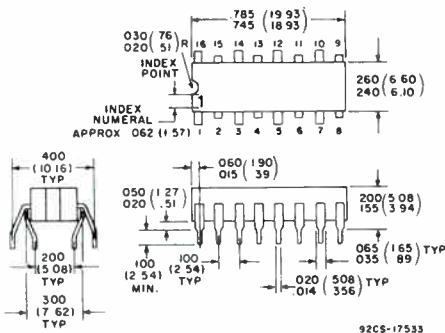 .785 (19.93)
.745 (18.93)
.030 (.76) R
.020 (.51)
16 15 14 13 12 11 10 9
INDEX
POINT
1
.260 (6.60)
.240 (6.10)
INDEX
NUMERAL
APPROX .062 (1.57)
1 2 3 4 5 6 7 8
.400
(10.16)
TYP
.060 (1.90)
.015 (.39)
.050 (1.27)
.020 (.51)
.200 (5.08)
.155 (3.94)
.200
(5.08)
TYP
.100
(2.54)
MIN.
.100
(2.54) TYP
.065 (1.65) TYP
.035 (.89)
.300
(7.62)
TYP
.020 (.508) TYP
.014 (.356)
92CS-17533